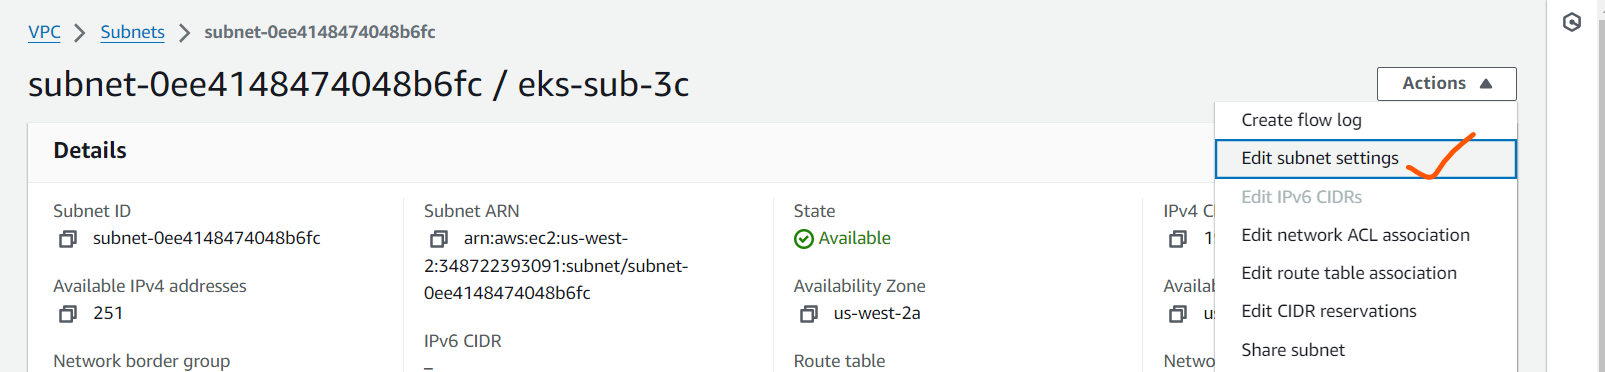 VPC > Subnets > subnet-0ee4148474048b6fc
subnet-0ee4148474048b6fc / eks-sub-3c
Actions
Create flow log
Edit subnet settings
Edit IPv6 CIDRs
Edit network ACL association
Edit route table association
Edit CIDR reservations
Share subnet
Details
Subnet ID
subnet-0ee4148474048b6fc
Available IPv4 addresses
251
Network border group
Subnet ARN
arn:aws:ec2:us-west-
2:348722393091:subnet/subnet-
0ee4148474048b6fc
IPv6 CIDR
–
State
Available
Availability Zone
us-west-2a
Route table
IPv4 C